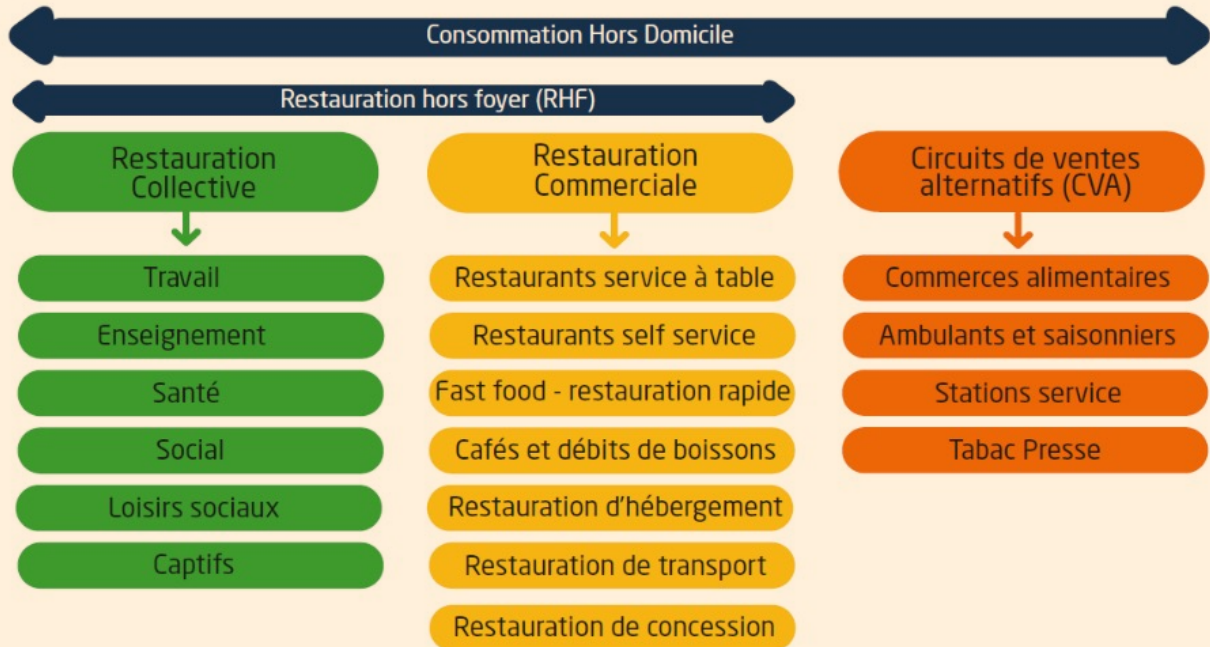 Consommation Hors Domicile
Restauration hors foyer (RHF)
Restauration
Collective
Travail
Enseignement
Santé
Social
Loisirs sociaux
Captifs
Restauration
Commerciale
Restaurants service à table
Restaurants self service
Fast food - restauration rapide
Cafés et débits de boissons
Restauration d'hébergement
Restauration de transport
Restauration de concession
Circuits de ventes
alternatifs (CVA)
Commerces alimentaires
Ambulants et saisonniers
Stations service
Tabac Presse